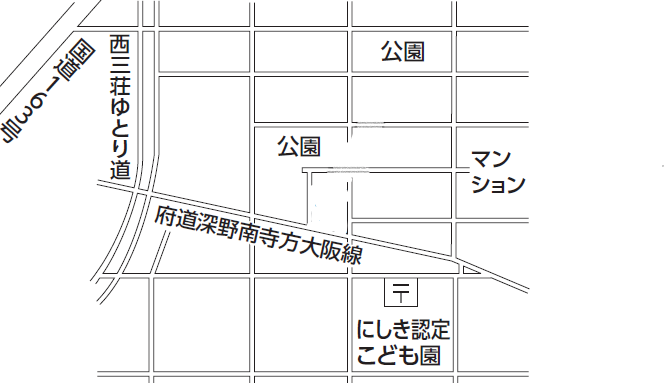 国道163号
西三荘ゆとり道
公園
公園
マン
ション
府道深野南寺方大阪線
〒
にしき認定
こども園